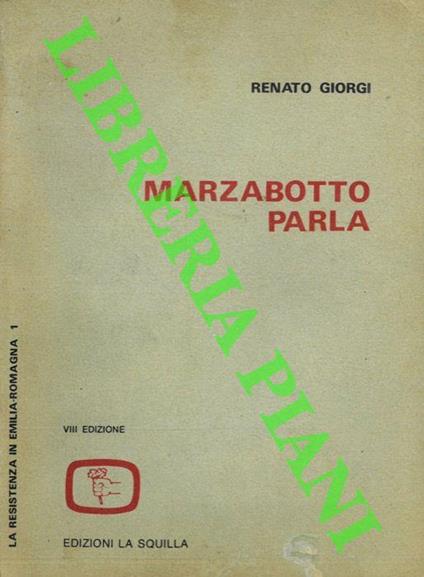 RENATO GIORGI
MARZABOTTO
PARLA
LIBRERIA PIANI
LA RESISTENZA IN EMILIA-ROMAGNA 1
VIII EDIZIONE
EDIZIONI LA SQUILLA